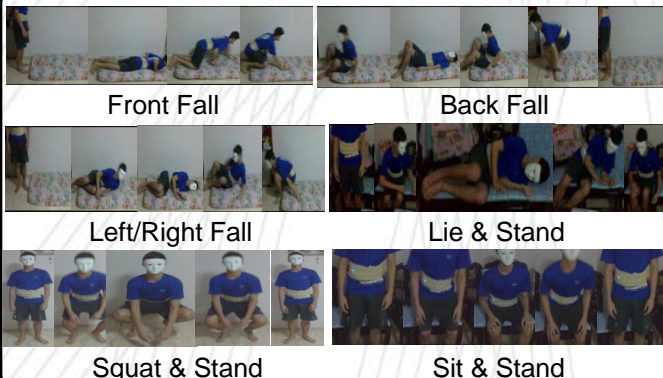 Front Fall
Back Fall
Left/Right Fall
Lie & Stand
Squat & Stand
Sit & Stand